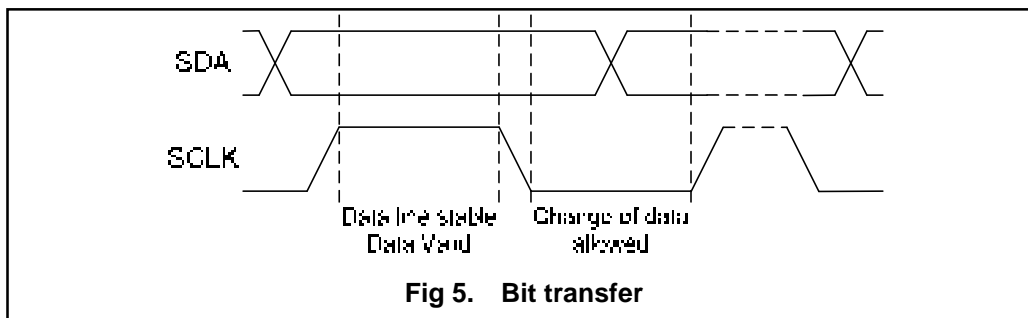 SDA
SCLK
Data line stable
Data Valid
Change of data
allowed
Fig 5. Bit transfer